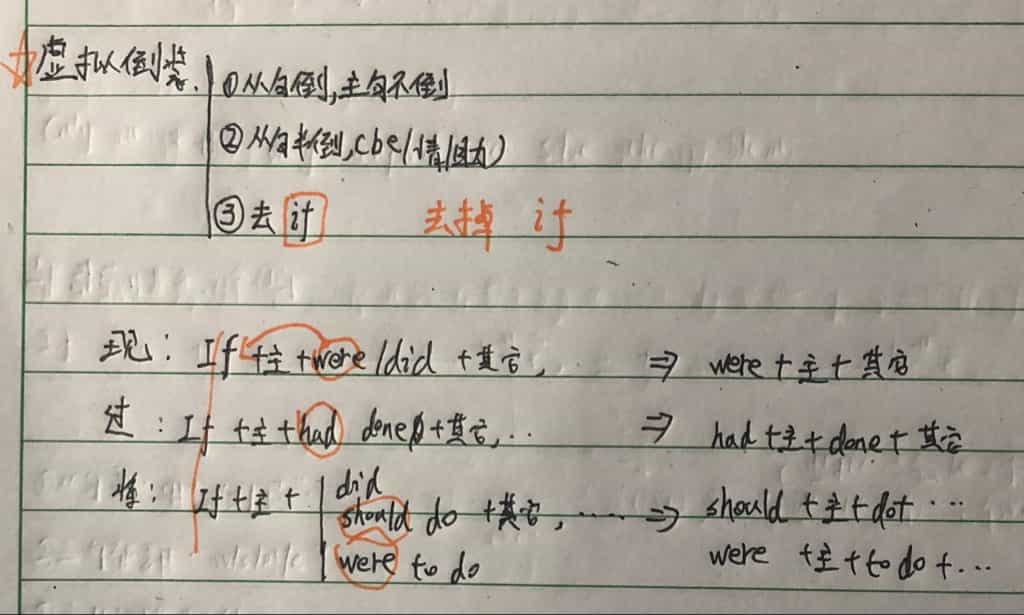 ☆虚拟倒装.
①从句倒,主句不倒
②从句半倒,(be/情/助)
③去 if 去掉 if
现: If +主+were/did +其它, ⇒ were+主+其它
过: If +主+had done+其它,.. ⇒ had+主+done+其它
did
将: If+主+ should do +其它, ······ ⇒ should +主+do+ ···
were to do were +主+to do+...